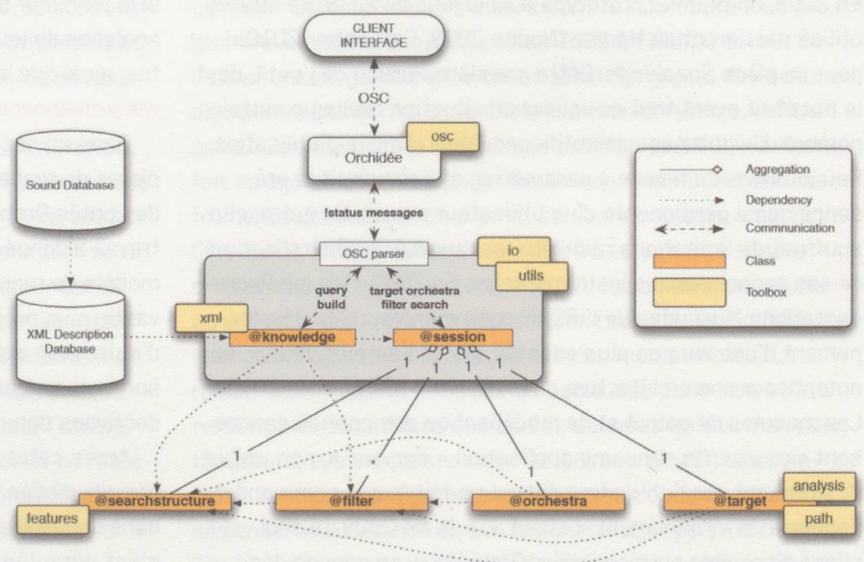 CLIENT
INTERFACE
OSC
osc
Orchidée
!status messages
OSC parser
io
utils
query
build
target orchestra
filter search
xml
@knowledge
@session
1
1
1
1
Sound Database
XML Description
Database
Aggregation
Dependency
Commnunication
Class
Toolbox
@searchstructure
@filter
@orchestra
@target
features
analysis
path